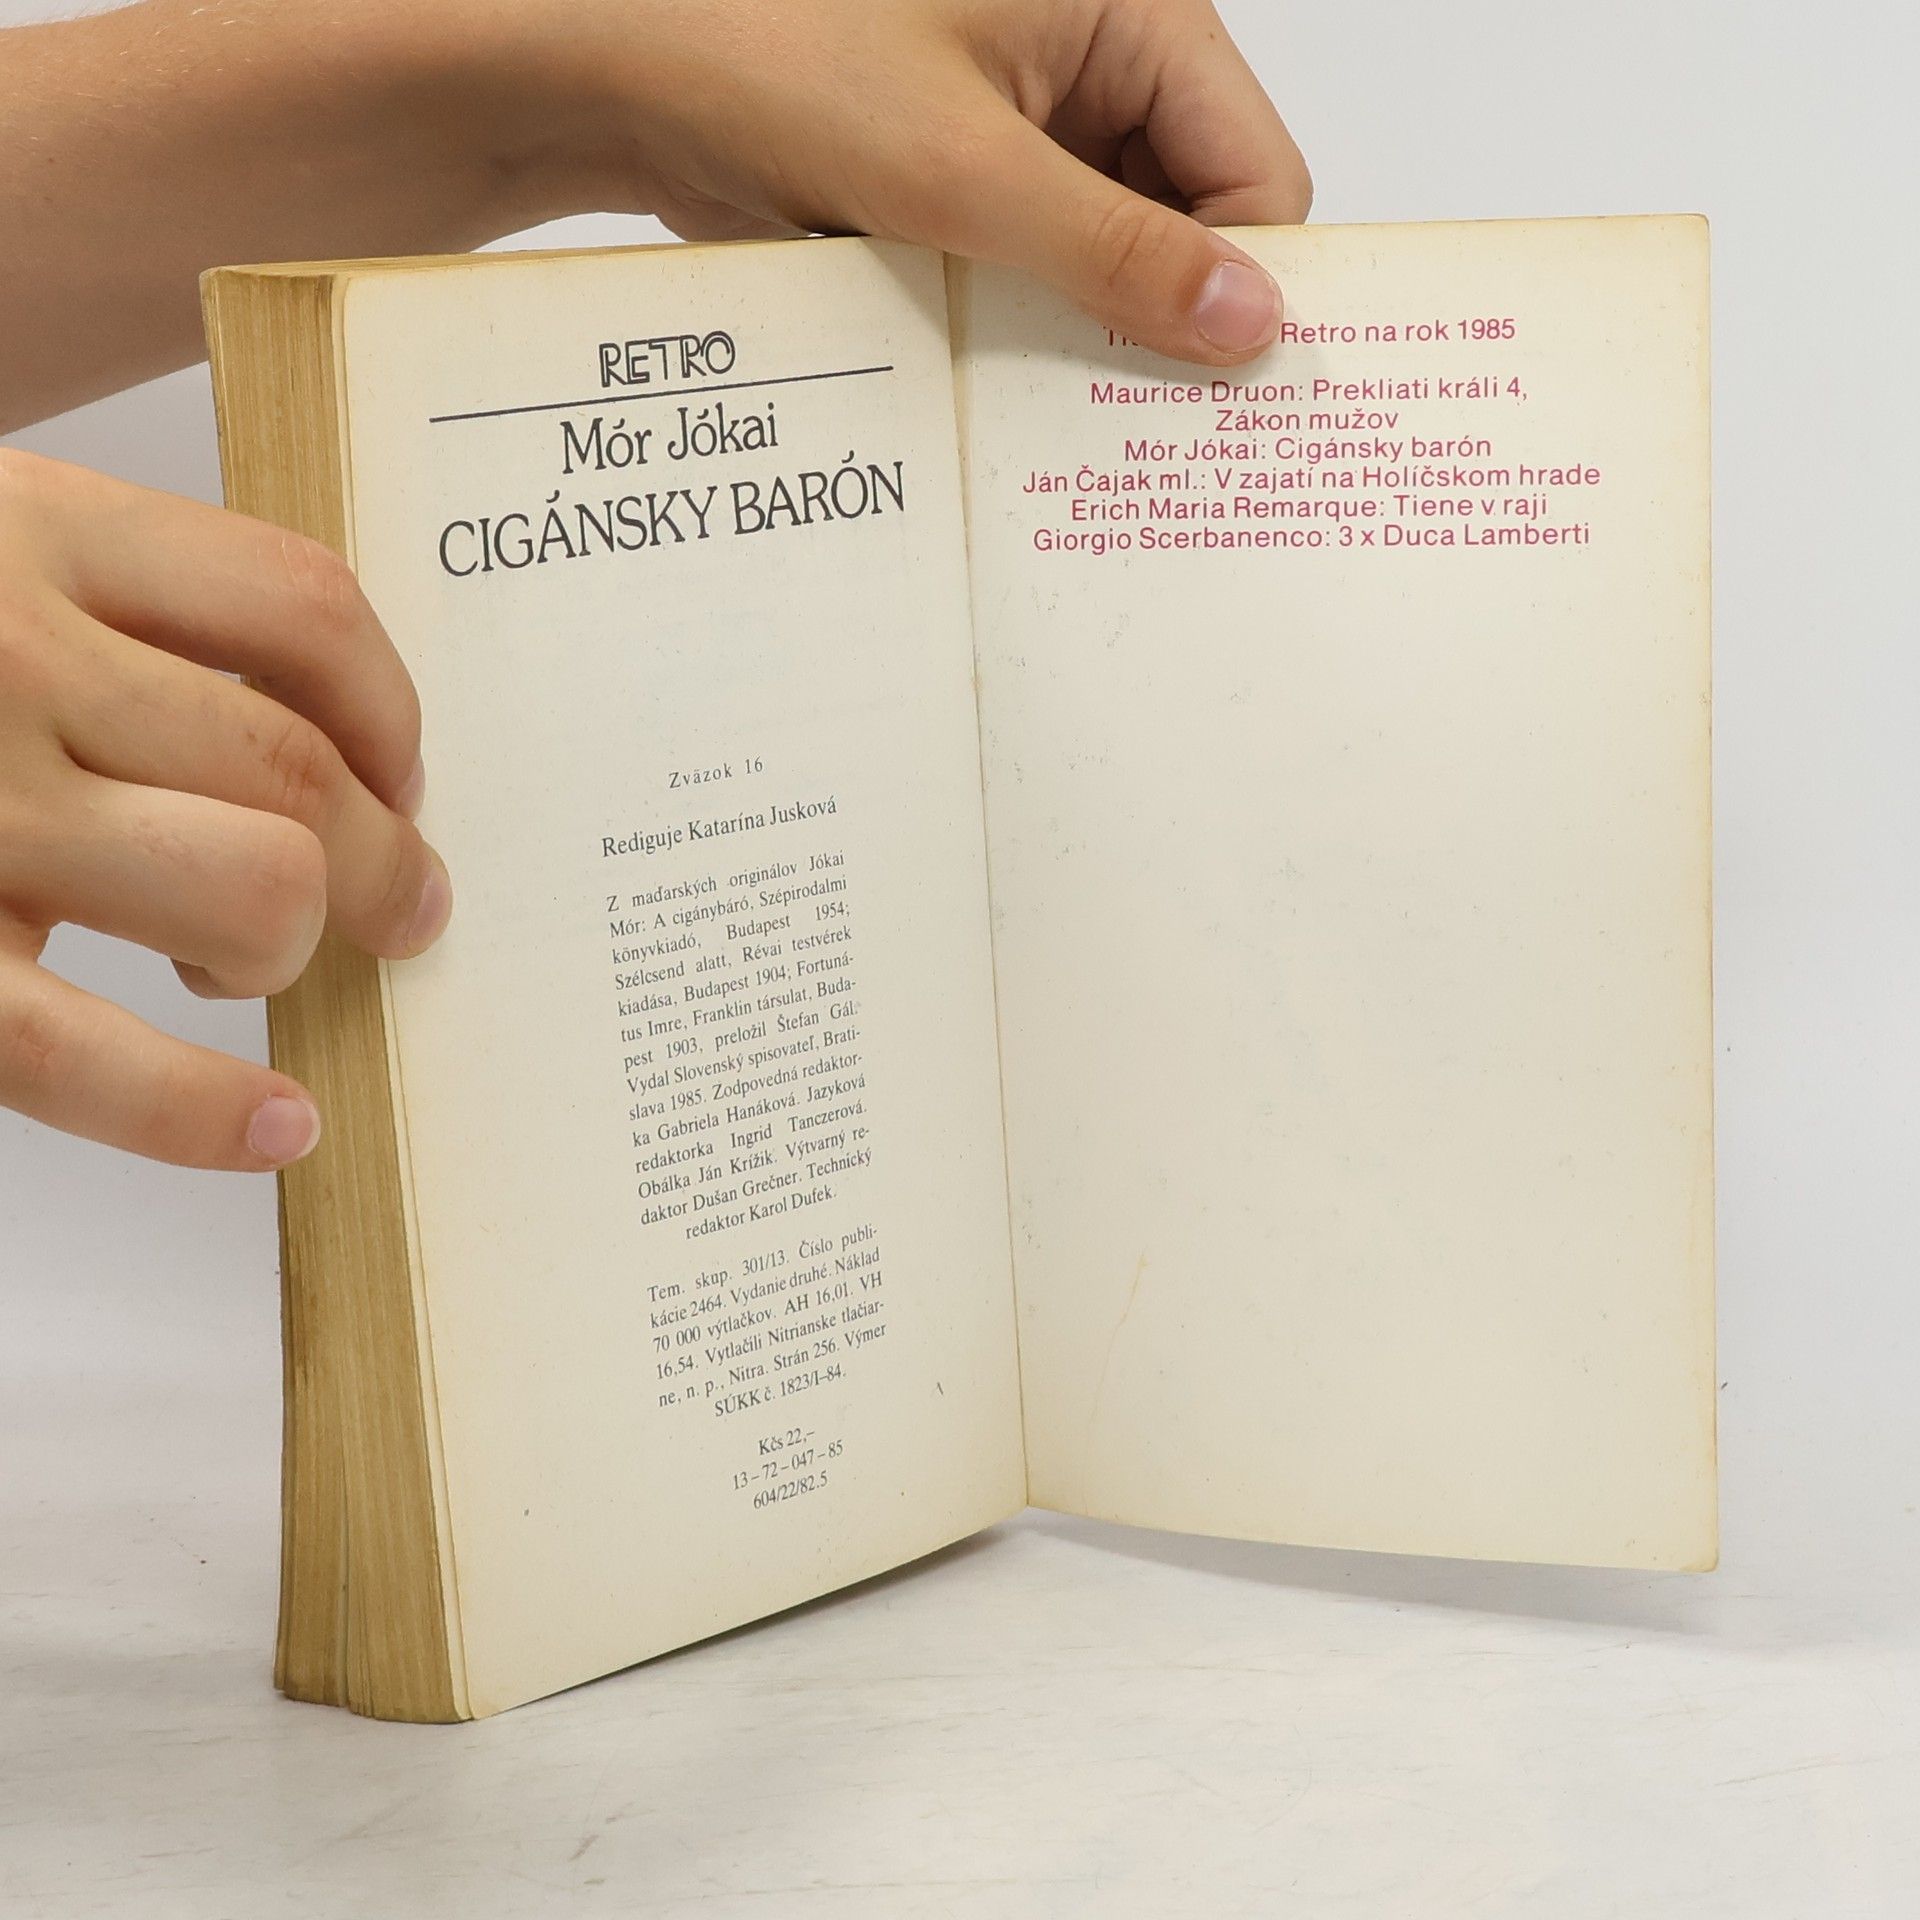 RETRO
Mór Jókai
CIGÁNSKY BARÓN
Zväzok 16
Rediguje Katarína Jusková
Z maďarských originálov Jókai
Mór: A cigánybáró, Szépirodalmi
könyvkiadó, Budapest 1954;
Szélcsend alatt, Révai testvérek
kiadása, Budapest 1904; Fortuná-
tus Imre, Franklin társulat, Buda-
pest 1903, preložil Štefan Gál.
Vydal Slovenský spisovateľ, Brati-
slava 1985. Zodpovedná redaktor-
ka Gabriela Hanáková. Jazyková
redaktorka Ingrid Tanczerová.
Obálka Ján Krížik. Výtvarný re-
daktor Dušan Grečner. Technický
redaktor Karol Dufek.
Tem. skup. 301/13. Číslo publi-
kácie 2464. Vydanie druhé. Náklad
70 000 výtlačkov. AH 16,01. VH
16,54. Vytlačili Nitrianske tlačiar-
ne, n. p., Nitra. Strán 256. Výmer
SÚKK č. 1823/I–84.
Kčs 22,–
13–72–047–85
604/22/82.5
Retro na rok 1985
Maurice Druon: Prekliati králi 4,
Zákon mužov
Mór Jókai: Cigánsky barón
Ján Čajak ml.: V zajatí na Holíčskom hrade
Erich Maria Remarque: Tiene v raji
Giorgio Scerbanenco: 3 x Duca Lamberti